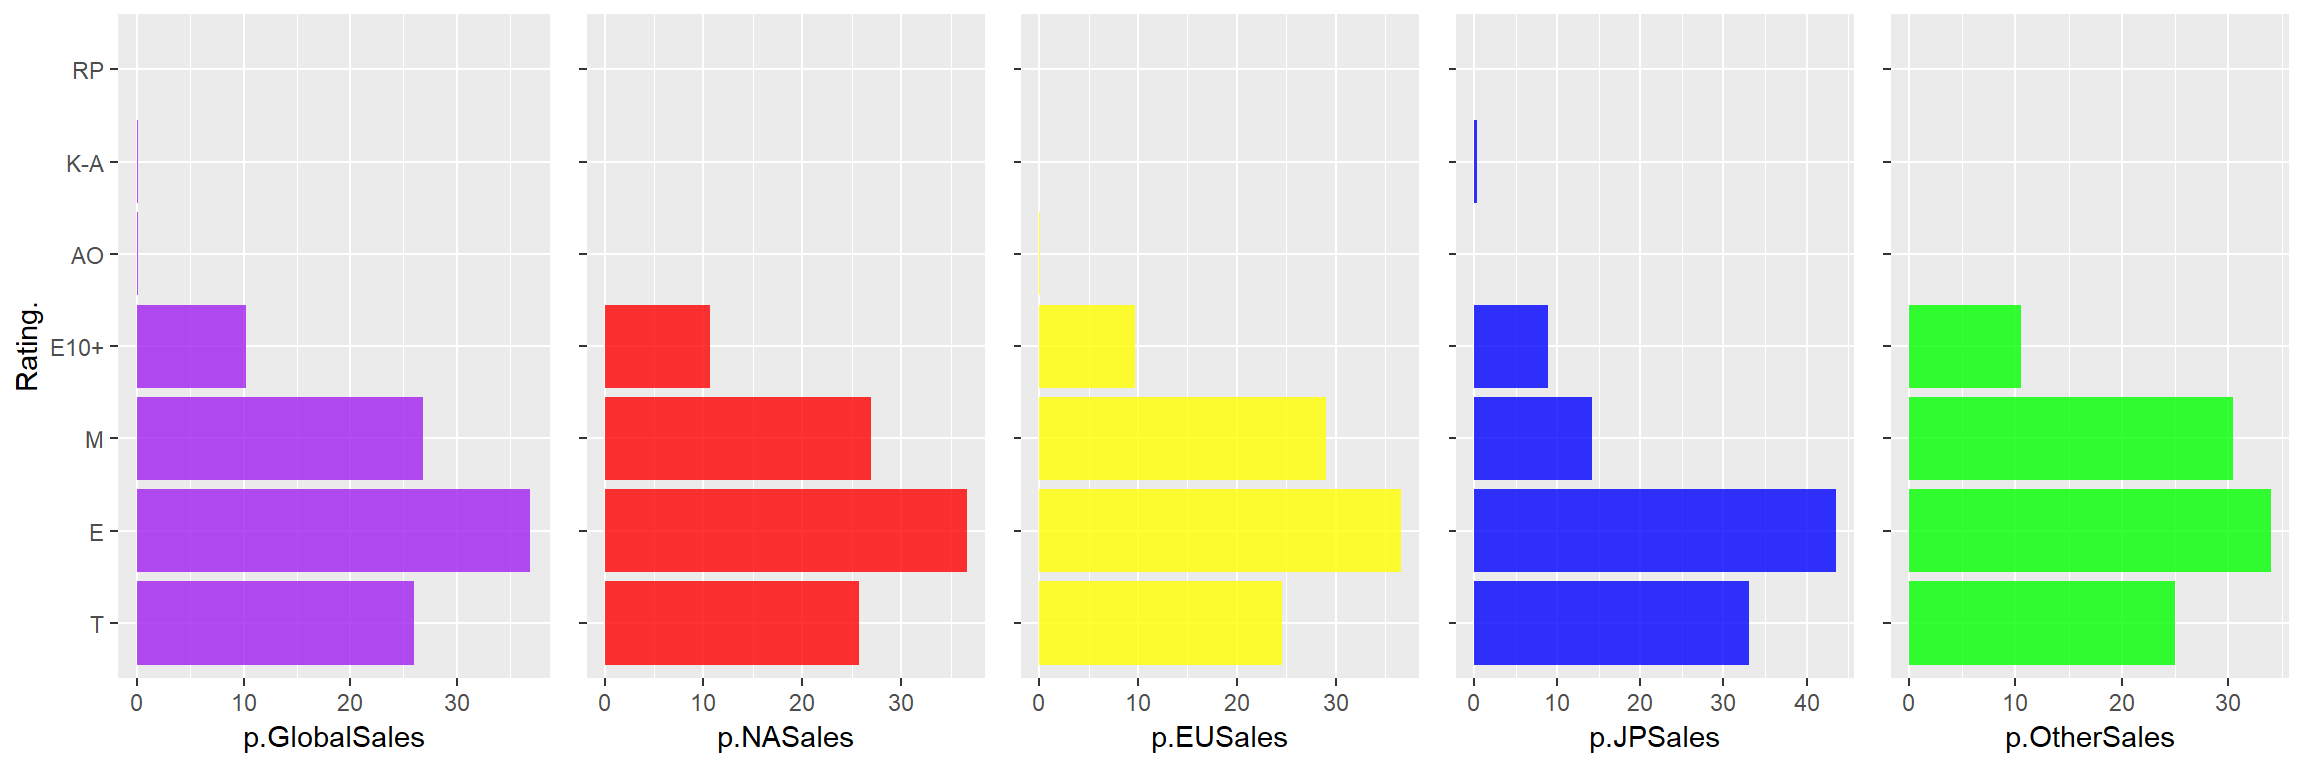 Rating.
RP
K-A
AO
E10+
M
E
T
0 10 20 30
p.GlobalSales
0 10 20 30
p.NASales
0 10 20 30
p.EUSales
0 10 20 30 40
p.JPSales
0 10 20 30
p.OtherSales